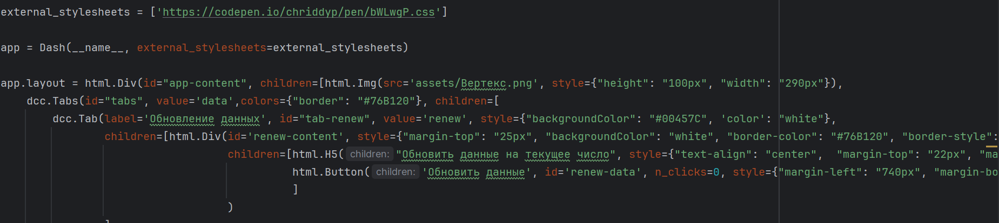 external_stylesheets = ['https://codepen.io/chriddyp/pen/bWLwgP.css']
app = Dash(__name__, external_stylesheets=external_stylesheets)
app.layout = html.Div(id="app-content", children=[html.Img(src='assets/Вертекс.png', style={"height": "100px", "width": "290px"}),
dcc.Tabs(id="tabs", value='data',colors={"border": "#76B120"}, children=[
dcc.Tab(label='Обновление данных', id="tab-renew", value='renew', style={"backgroundColor": "#00457C", 'color': "white"},
children=[html.Div(id='renew-content', style={"margin-top": "25px", "backgroundColor": "white", "border-color": "#76B120", "border-style":
children=[html.H5( children: "Обновить данные на текущее число", style={"text-align": "center",  "margin-top": "22px", "ma
html.Button( children: 'Обновить данные', id='renew-data', n_clicks=0, style={"margin-left": "740px", "margin-bo
]
)
]